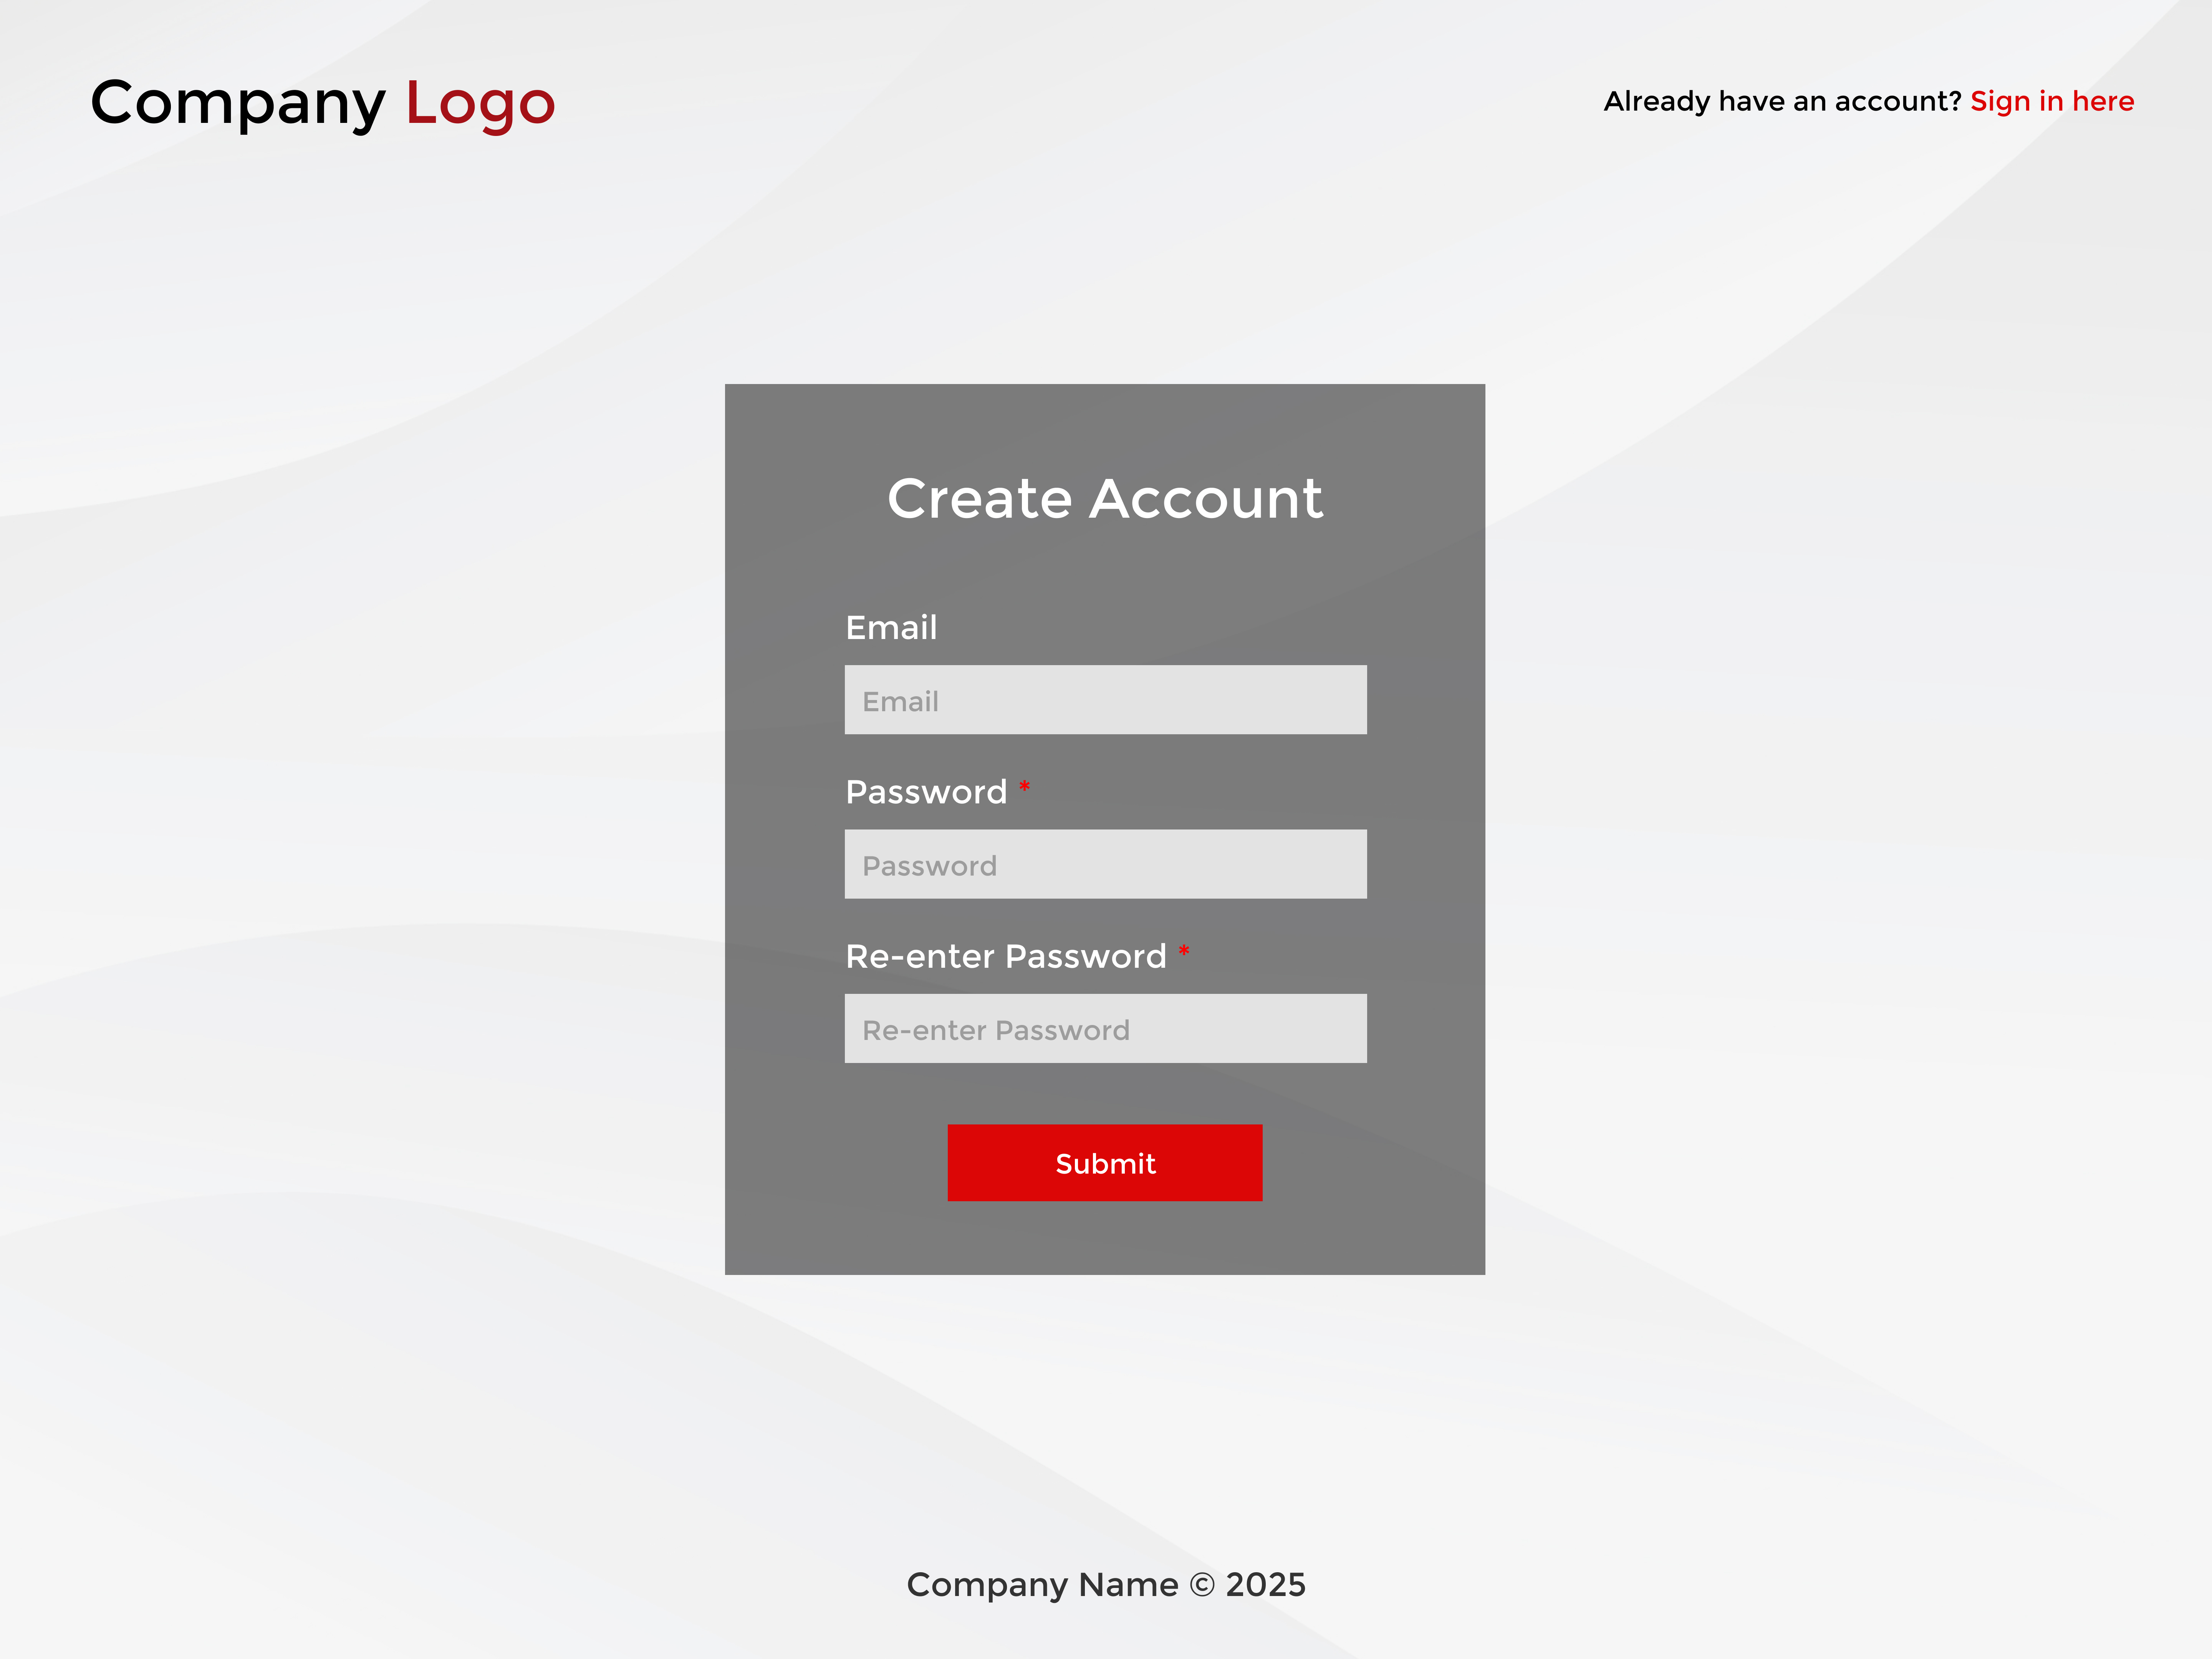 Company Logo
Already have an account? Sign in here
Create Account
Email
Email
Password *
Password
Re-enter Password *
Re-enter Password
Submit
Company Name © 2025